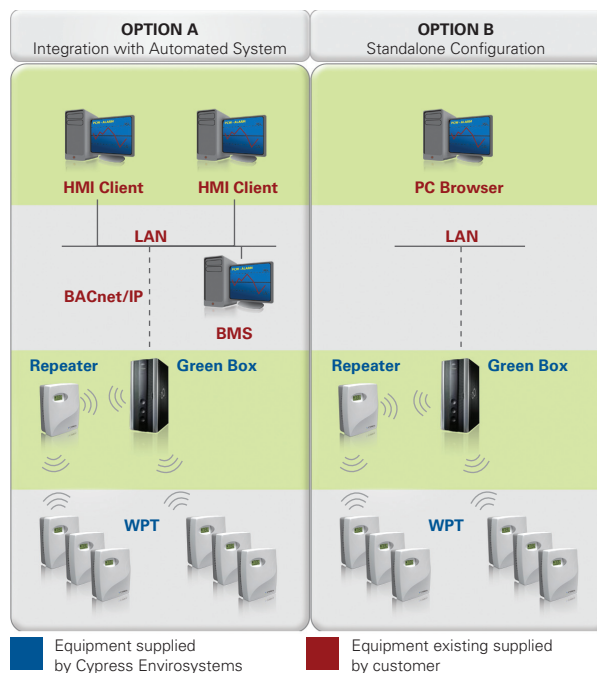 OPTION A
Integration with Automated System
OPTION B
Standalone Configuration
HMI Client
HMI Client
LAN
BACnet/IP
BMS
Repeater
Green Box
WPT
PC Browser
LAN
Repeater
Green Box
WPT
Equipment supplied
by Cypress Envirosystems
Equipment existing supplied
by customer